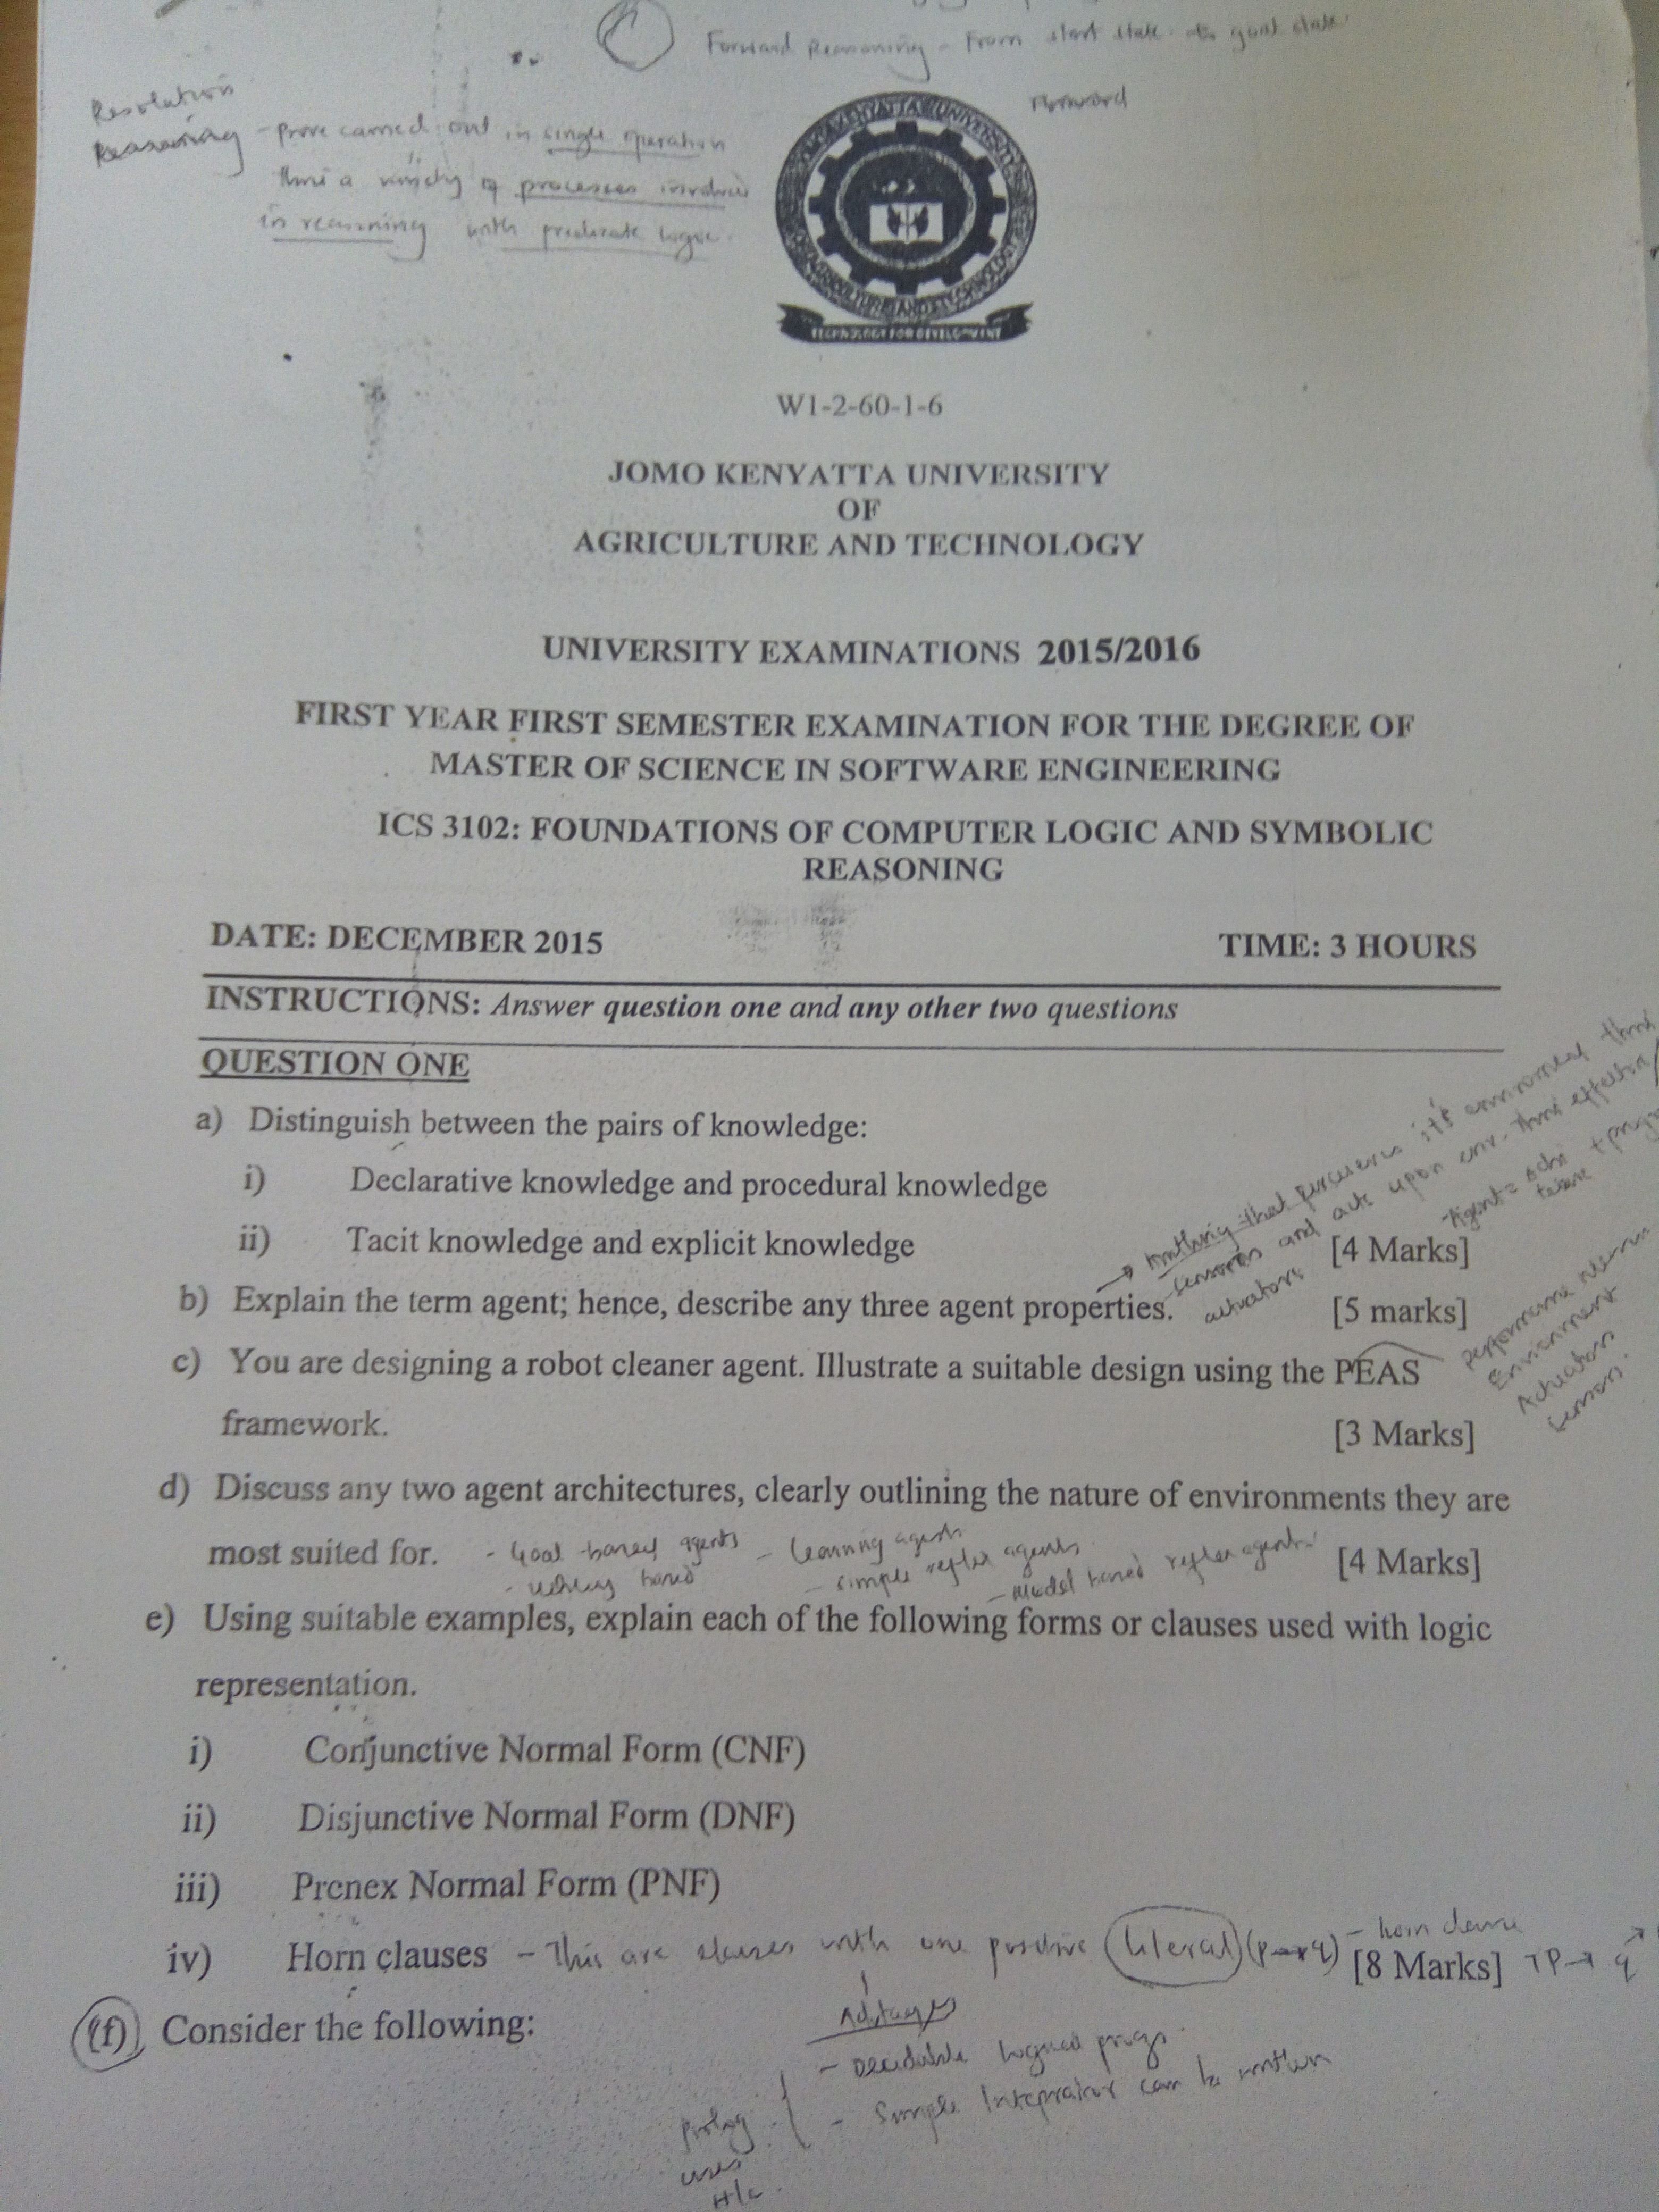 Forward Reasoning - From start state to goal state
Forward
Resolation
Reasoning - prove carried out in single operation
a variety of processes involved
in reasoning with predicate logic.
JOMO KENYATTA UNIVERSITY
OF AGRICULTURE AND TECHNOLOGY
TECHNOLOGY FOR DEVELOPMENT
W1-2-60-1-6
JOMO KENYATTA UNIVERSITY
OF
AGRICULTURE AND TECHNOLOGY
UNIVERSITY EXAMINATIONS 2015/2016
FIRST YEAR FIRST SEMESTER EXAMINATION FOR THE DEGREE OF
MASTER OF SCIENCE IN SOFTWARE ENGINEERING
ICS 3102: FOUNDATIONS OF COMPUTER LOGIC AND SYMBOLIC
REASONING
DATE: DECEMBER 2015 TIME: 3 HOURS
INSTRUCTIONS: Answer question one and any other two questions
QUESTION ONE
a) Distinguish between the pairs of knowledge:
i) Declarative knowledge and procedural knowledge
ii) Tacit knowledge and explicit knowledge [4 Marks]
→ Anything that perceives it's environment thru
sensors and acts upon env. thru effectors/
actuators
b) Explain the term agent; hence, describe any three agent properties. [5 marks]
c) You are designing a robot cleaner agent. Illustrate a suitable design using the PEAS
Performance
Environment
Actuators
Sensors.
framework. [3 Marks]
d) Discuss any two agent architectures, clearly outlining the nature of environments they are
most suited for. - Goal based agents - learning agents [4 Marks]
- utility based - simple reflex agents - model based reflex agents
e) Using suitable examples, explain each of the following forms or clauses used with logic
representation.
i) Conjunctive Normal Form (CNF)
ii) Disjunctive Normal Form (DNF)
iii) Prenex Normal Form (PNF)
iv) Horn clauses - This are clauses with one positive literal (p→q) - horn clause [8 Marks] ¬P→ q
(f) Consider the following:
- Decidable logical progs.
- Simple Intepraior can be written
prolog
uses
H/c.